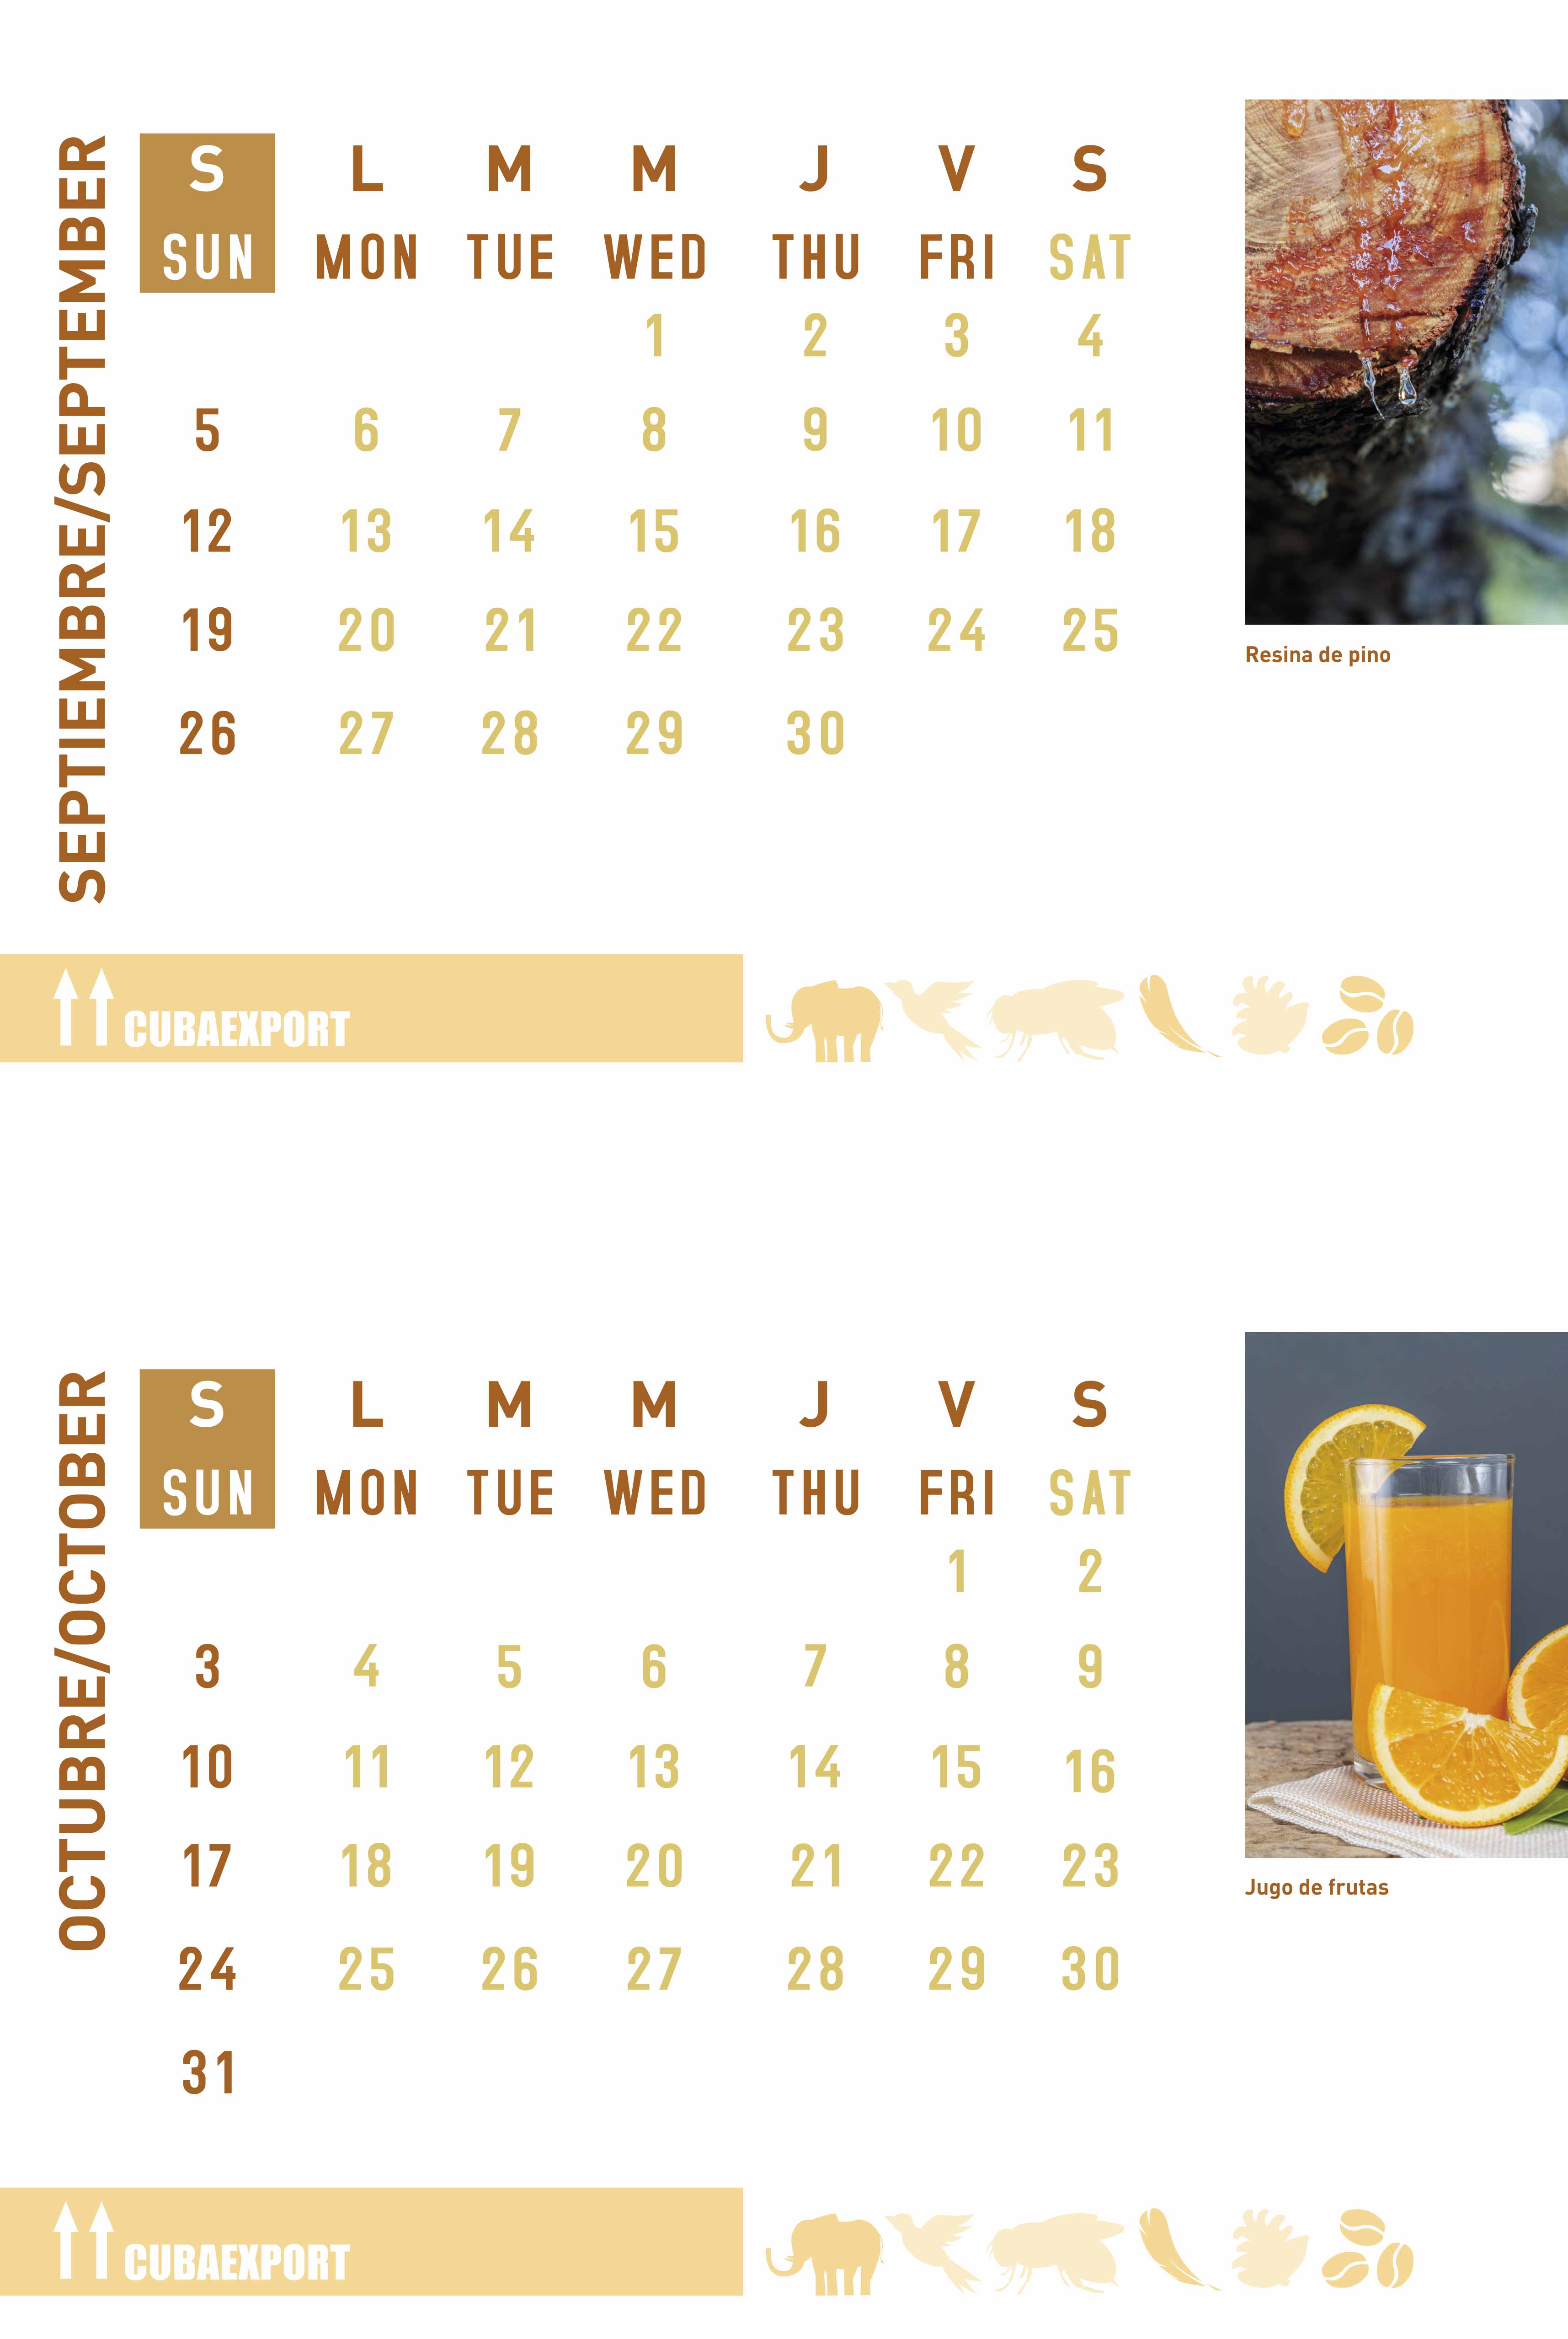 SEPTIEMBRE/SEPTEMBER
S L M M J V S
SUN MON TUE WED THU FRI SAT
1 2 3 4
5 6 7 8 9 10 11
12 13 14 15 16 17 18
19 20 21 22 23 24 25
26 27 28 29 30
Resina de pino
CUBAEXPORT
OCTUBRE/OCTOBER
S L M M J V S
SUN MON TUE WED THU FRI SAT
1 2
3 4 5 6 7 8 9
10 11 12 13 14 15 16
17 18 19 20 21 22 23
24 25 26 27 28 29 30
31
Jugo de frutas
CUBAEXPORT